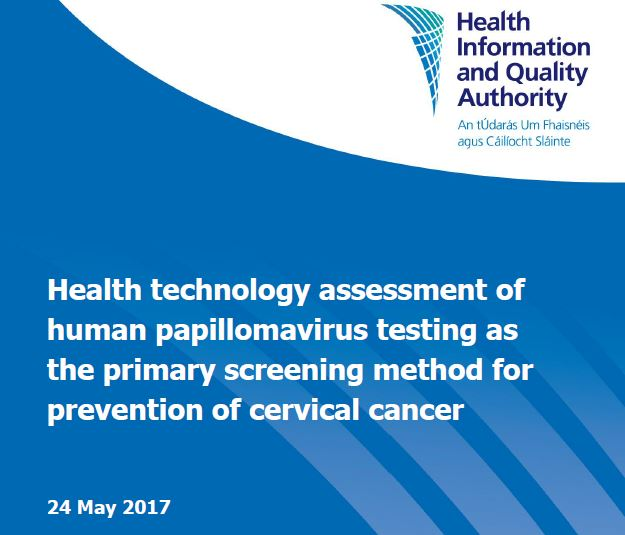 Health
Information
and Quality
Authority
An tÚdarás Um Fhaisnéis
agus Cáilíocht Sláinte
Health technology assessment of
human papillomavirus testing as
the primary screening method for
prevention of cervical cancer
24 May 2017